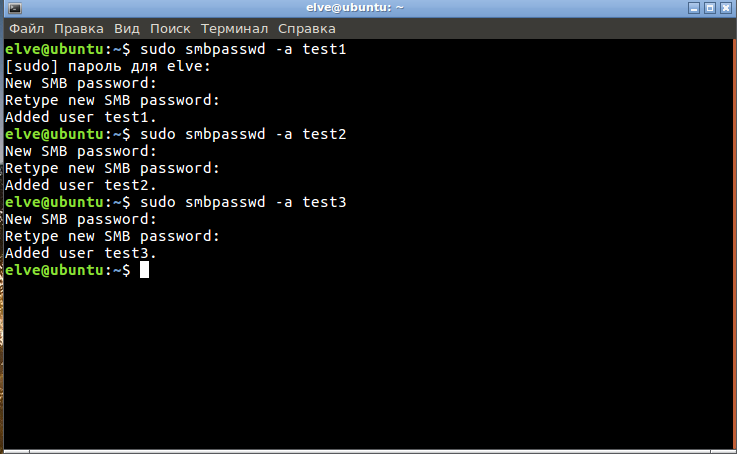 elve@ubuntu: ~
Файл Правка Вид Поиск Терминал Справка
elve@ubuntu:~$ sudo smbpasswd -a test1
[sudo] пароль для elve:
New SMB password:
Retype new SMB password:
Added user test1.
elve@ubuntu:~$ sudo smbpasswd -a test2
New SMB password:
Retype new SMB password:
Added user test2.
elve@ubuntu:~$ sudo smbpasswd -a test3
New SMB password:
Retype new SMB password:
Added user test3.
elve@ubuntu:~$